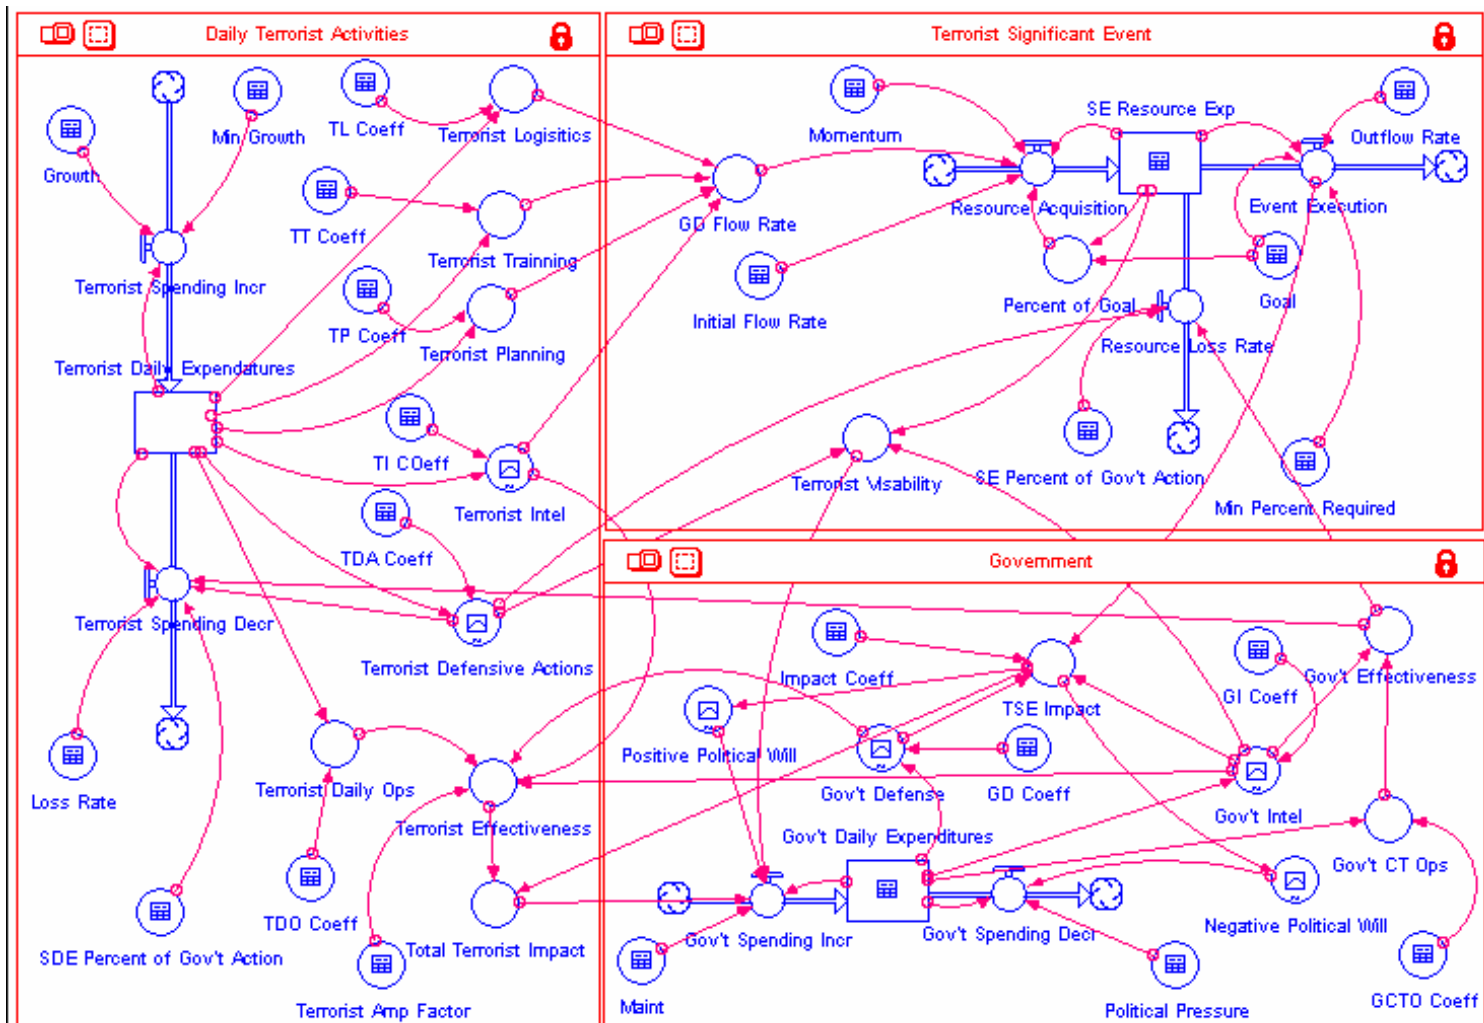 Daily Terrorist Activities
Growth
Min Growth
TL Coeff
Terrorist Logisitics
TT Coeff
Terrorist Trainning
Terrorist Spending Incr
TP Coeff
Terrorist Planning
Terrorist Daily Expendatures
TI COeff
Terrorist Intel
TDA Coeff
Terrorist Spending Decr
Terrorist Defensive Actions
Loss Rate
Terrorist Daily Ops
Terrorist Effectiveness
TDO Coeff
SDE Percent of Gov't Action
Total Terrorist Impact
Terrorist Amp Factor
Terrorist Significant Event
Momentum
SE Resource Exp
Outflow Rate
GD Flow Rate
Resource Acquisition
Event Execution
Initial Flow Rate
Percent of Goal
Goal
Resource Loss Rate
Terrorist Visability
SE Percent of Gov't Action
Min Percent Required
Government
Impact Coeff
TSE Impact
GI Coeff
Gov't Effectiveness
Positive Political Will
Gov't Defense
GD Coeff
Gov't Intel
Gov't Daily Expenditures
Gov't CT Ops
Gov't Spending Incr
Gov't Spending Decl
Negative Political Will
Maint
Political Pressure
GCTO Coeff